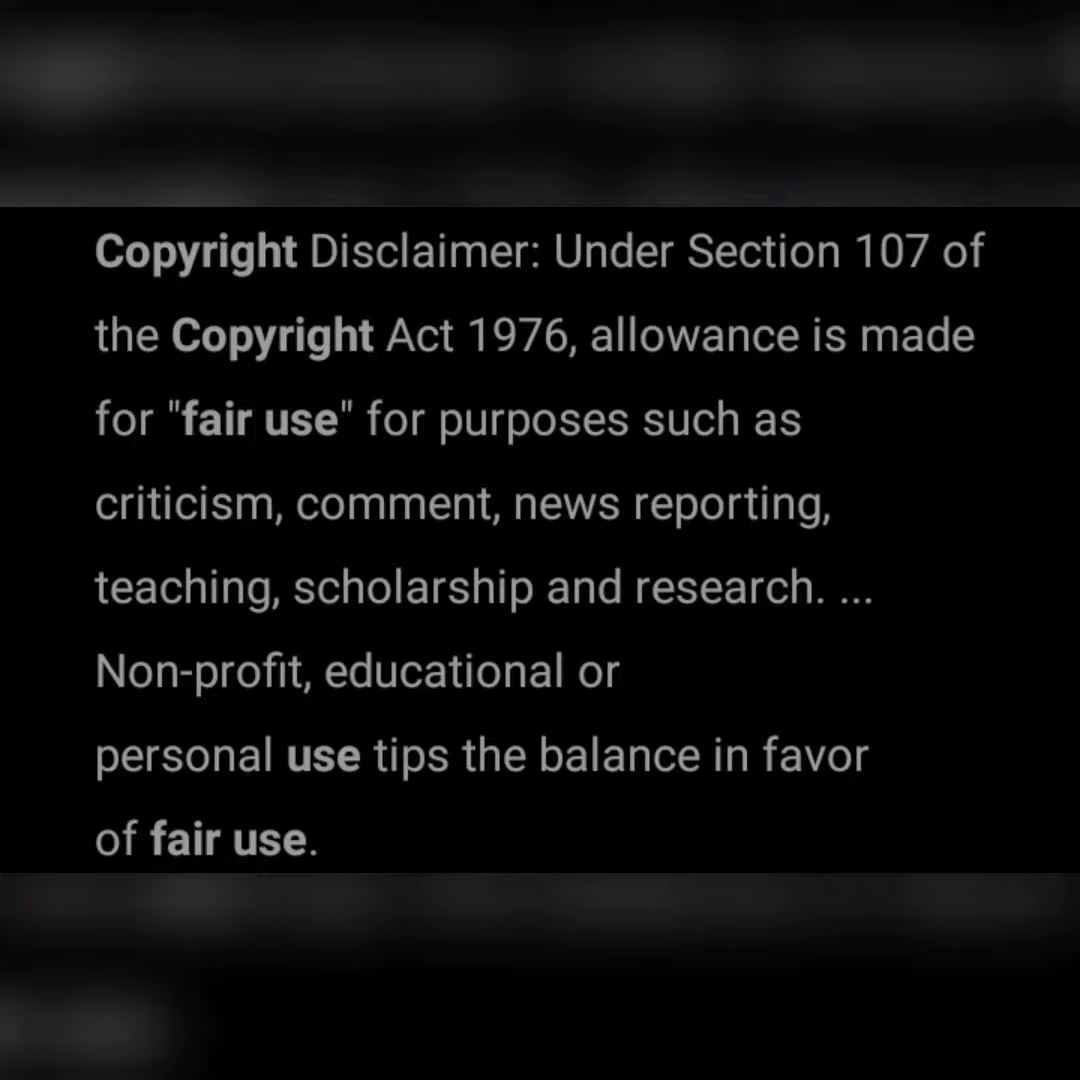 Copyright Disclaimer: Under Section 107 of
the Copyright Act 1976, allowance is made
for "fair use" for purposes such as
criticism, comment, news reporting,
teaching, scholarship and research. ...
Non-profit, educational or
personal use tips the balance in favor
of fair use.